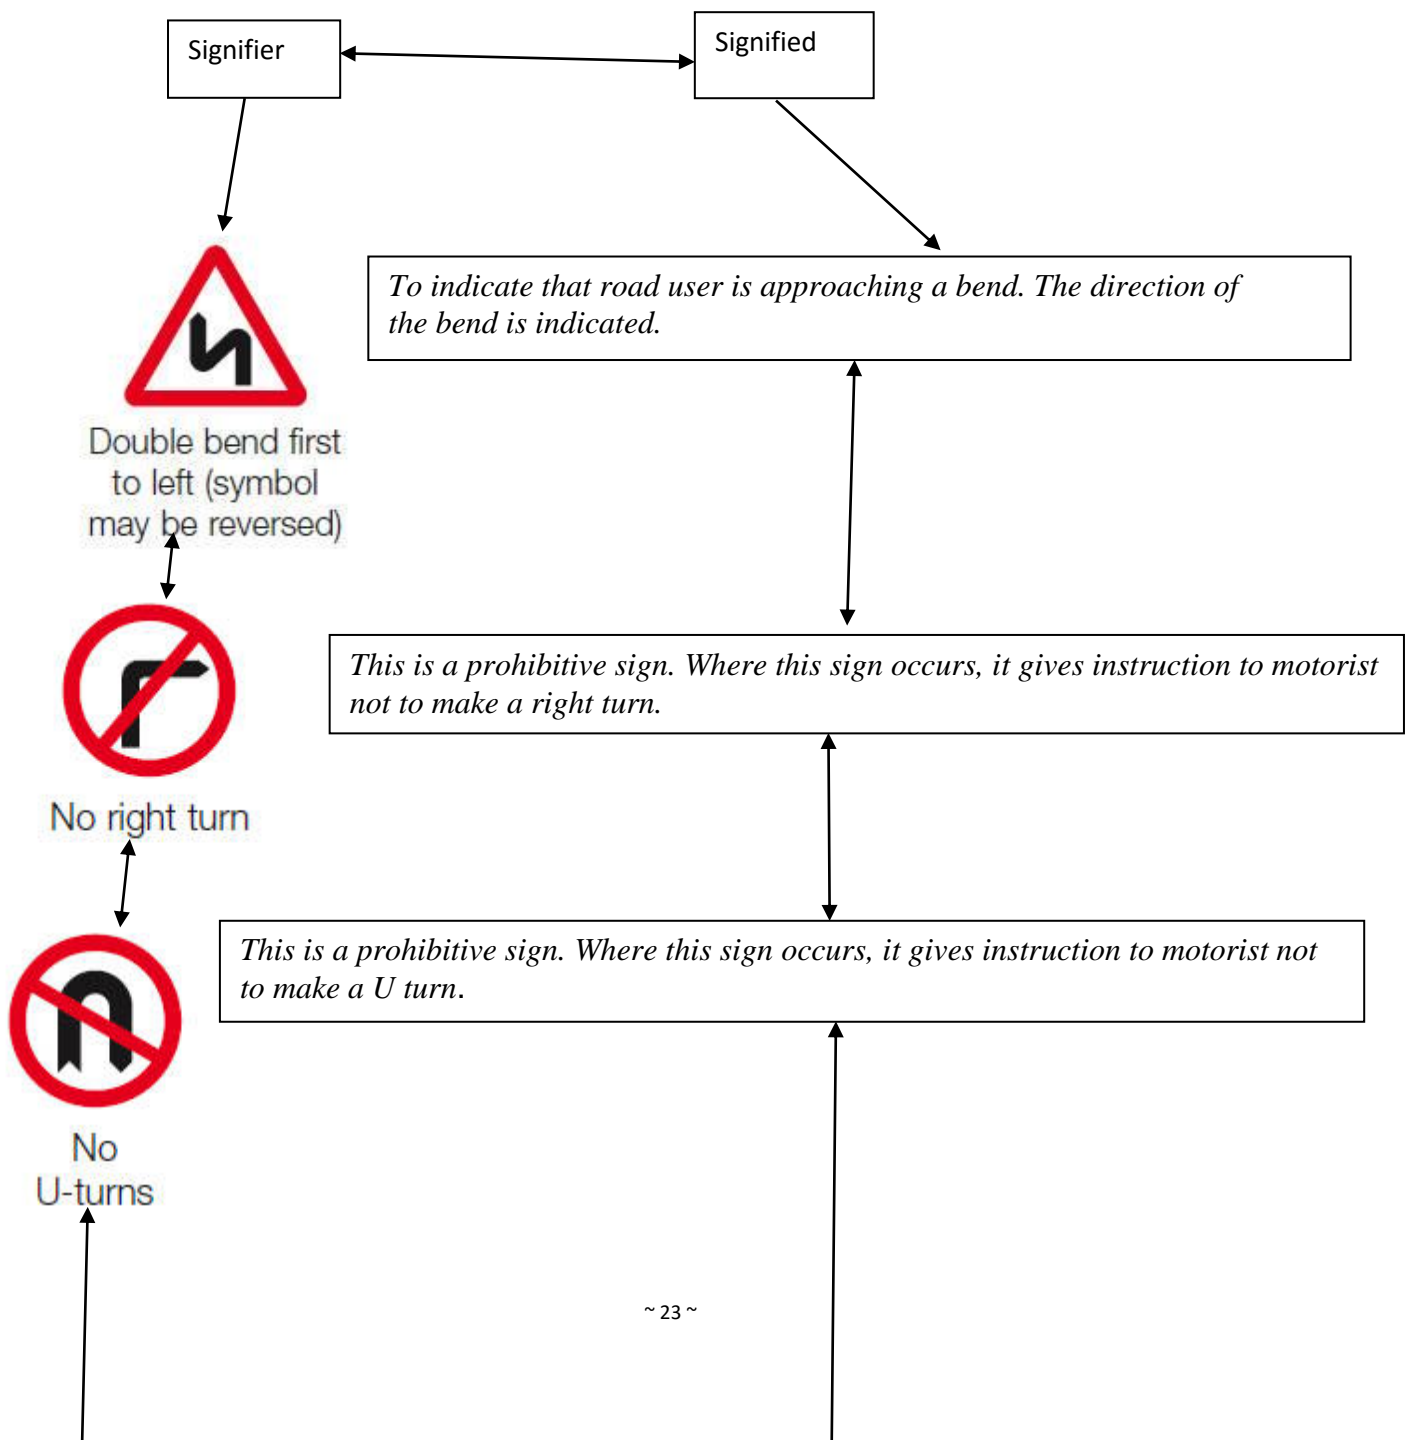 Signifier
Signified
To indicate that road user is approaching a bend. The direction of
the bend is indicated.
Double bend first
to left (symbol
may be reversed)
This is a prohibitive sign. Where this sign occurs, it gives instruction to motorist
not to make a right turn.
No right turn
This is a prohibitive sign. Where this sign occurs, it gives instruction to motorist not
to make a U turn.
No
U-turns
~ 23 ~